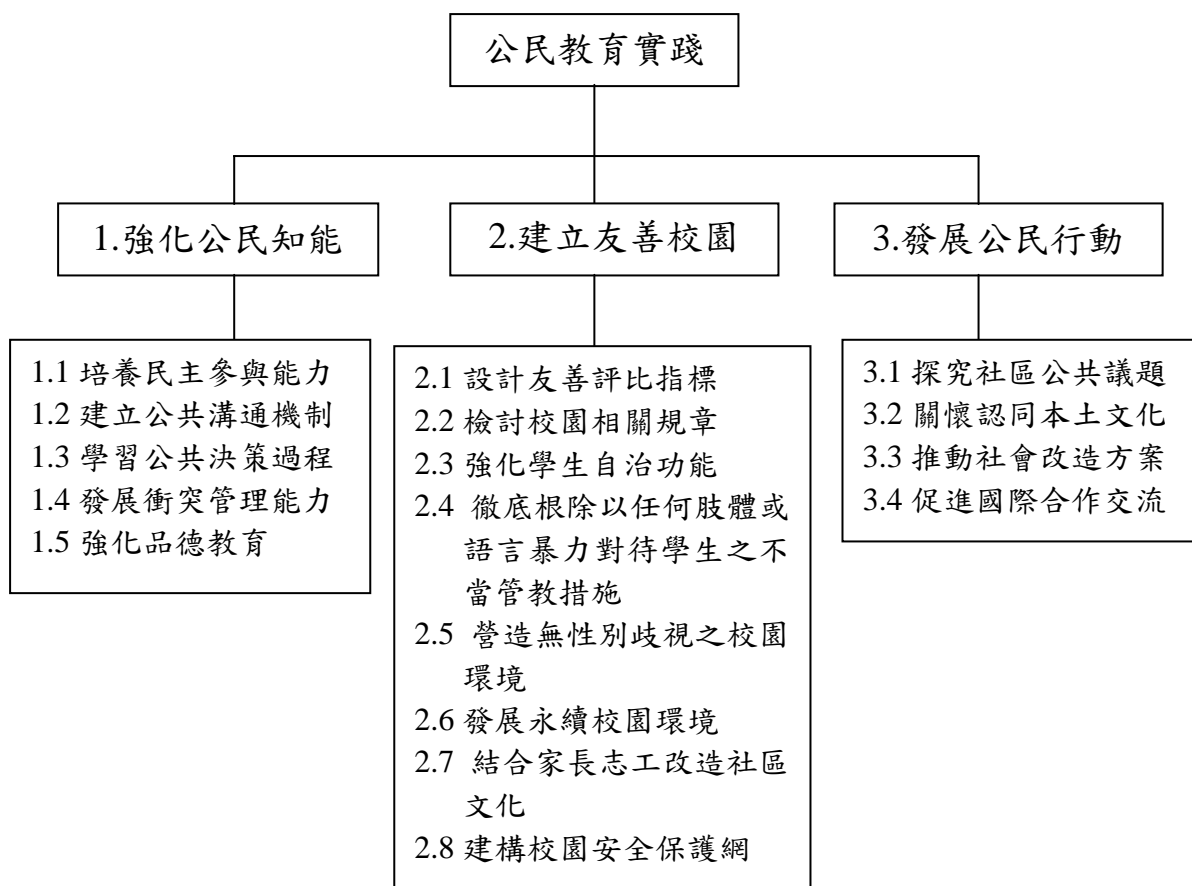 公民教育實踐
1.強化公民知能
2.建立友善校園
3.發展公民行動
1.1 培養民主參與能力
1.2 建立公共溝通機制
1.3 學習公共決策過程
1.4 發展衝突管理能力
1.5 強化品德教育
2.1 設計友善評比指標
2.2 檢討校園相關規章
2.3 強化學生自治功能
2.4 徹底根除以任何肢體或
語言暴力對待學生之不
當管教措施
2.5 營造無性別歧視之校園
環境
2.6 發展永續校園環境
2.7 結合家長志工改造社區
文化
2.8 建構校園安全保護網
3.1 探究社區公共議題
3.2 關懷認同本土文化
3.3 推動社會改造方案
3.4 促進國際合作交流